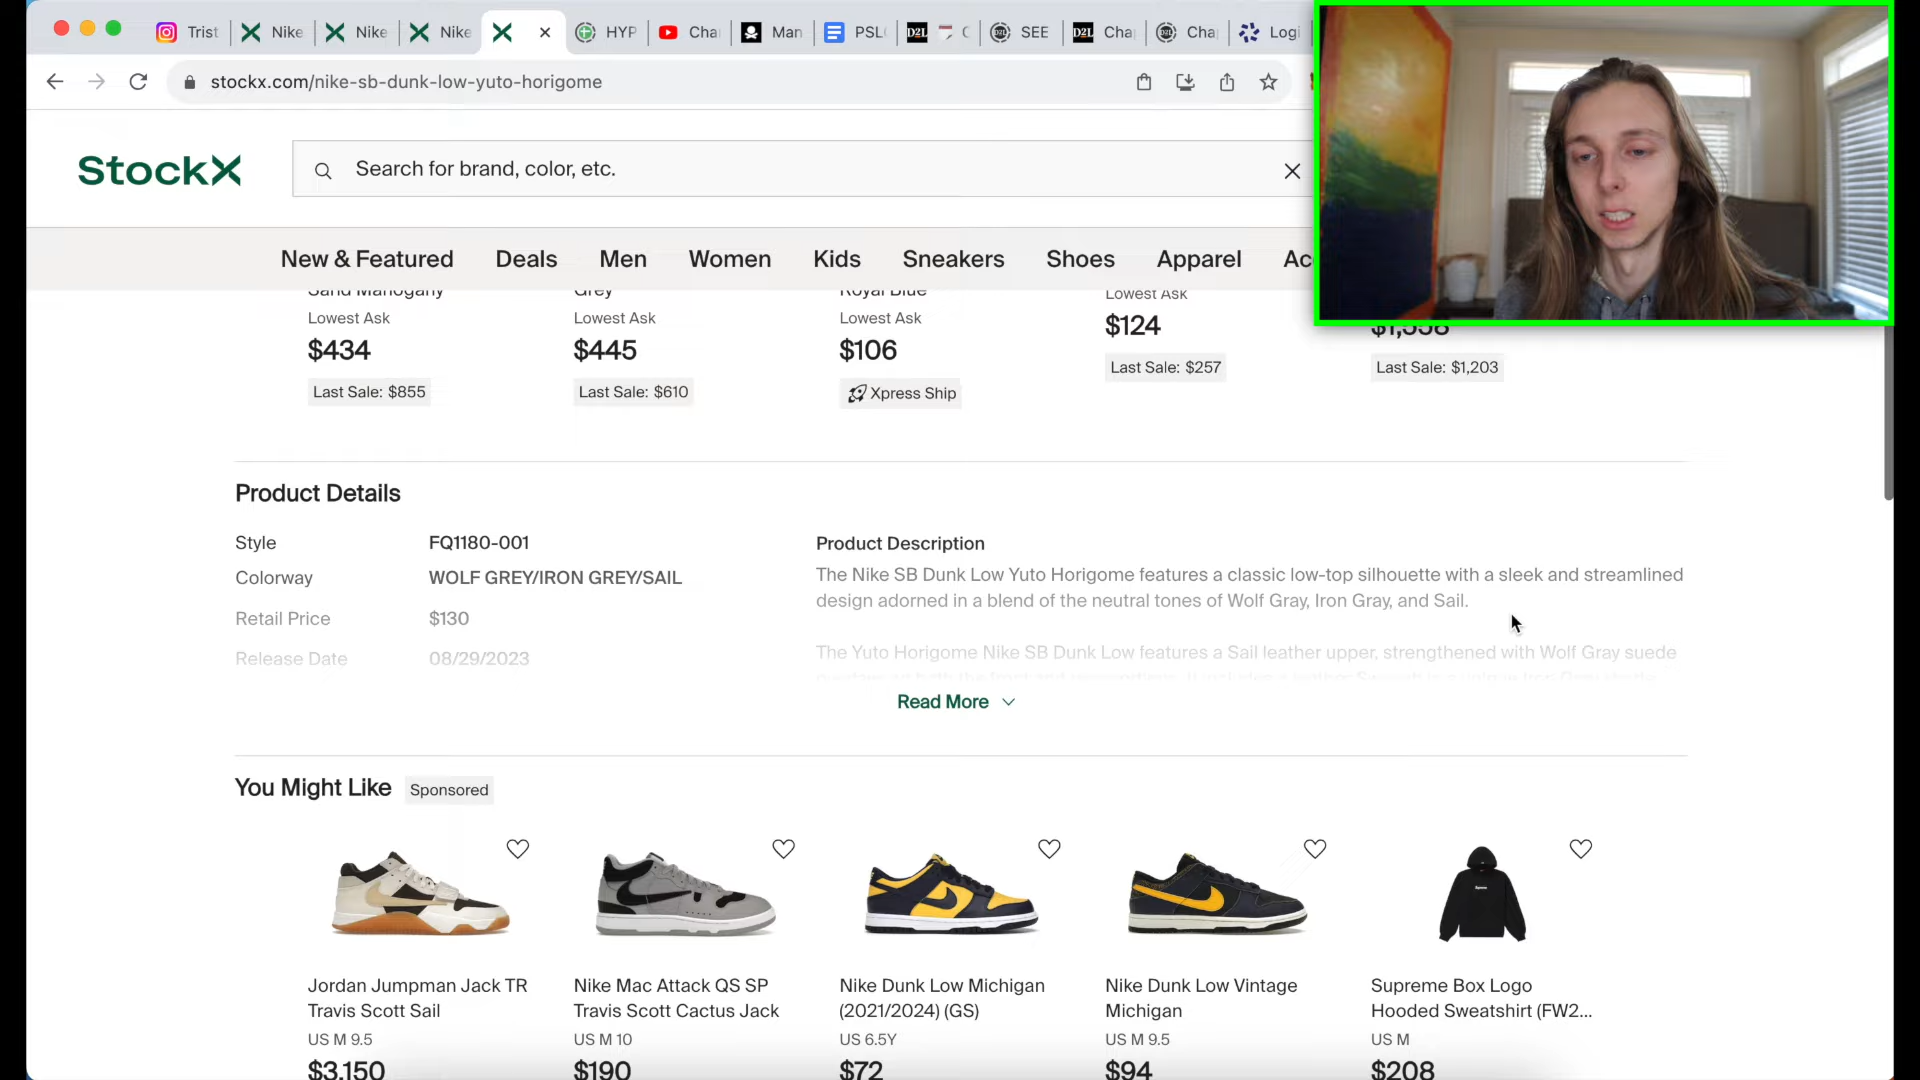 Trist
Nike
Nike
Nike
HYP
Cha
Man
PSL
D2L
SEE
D2L
Cha
Cha
Logi
stockx.com/nike-sb-dunk-low-yuto-horigome
StockX
Search for brand, color, etc.
New & Featured Deals Men Women Kids Sneakers Shoes Apparel Ac
Sand Mahogany
Lowest Ask
$434
Last Sale: $855
Grey
Lowest Ask
$445
Last Sale: $610
Royal Blue
Lowest Ask
$106
Xpress Ship
Lowest Ask
$124
Last Sale: $257
Last Sale: $1,203
Product Details
Style FQ1180-001
Colorway WOLF GREY/IRON GREY/SAIL
Retail Price $130
Release Date 08/29/2023
Product Description
The Nike SB Dunk Low Yuto Horigome features a classic low-top silhouette with a sleek and streamlined
design adorned in a blend of the neutral tones of Wolf Gray, Iron Gray, and Sail.
The Yuto Horigome Nike SB Dunk Low features a Sail leather upper, strengthened with Wolf Gray suede
Read More
You Might Like Sponsored
Jordan Jumpman Jack TR
Travis Scott Sail
US M 9.5
$3,150
Nike Mac Attack QS SP
Travis Scott Cactus Jack
US M 10
$190
Nike Dunk Low Michigan
(2021/2024) (GS)
US 6.5Y
$72
Nike Dunk Low Vintage
Michigan
US M 9.5
$94
Supreme Box Logo
Hooded Sweatshirt (FW2...
US M
$208